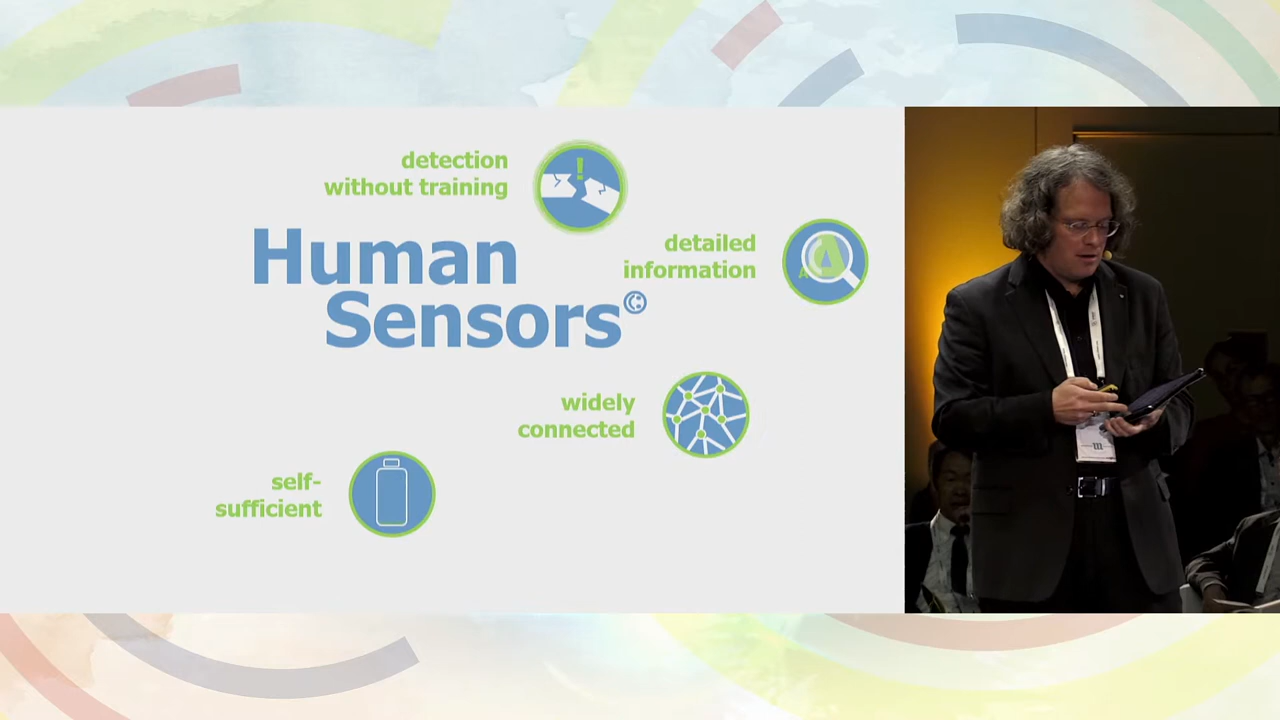 detection
without training
Human
Sensors©
detailed
information
widely
connected
self-
sufficient